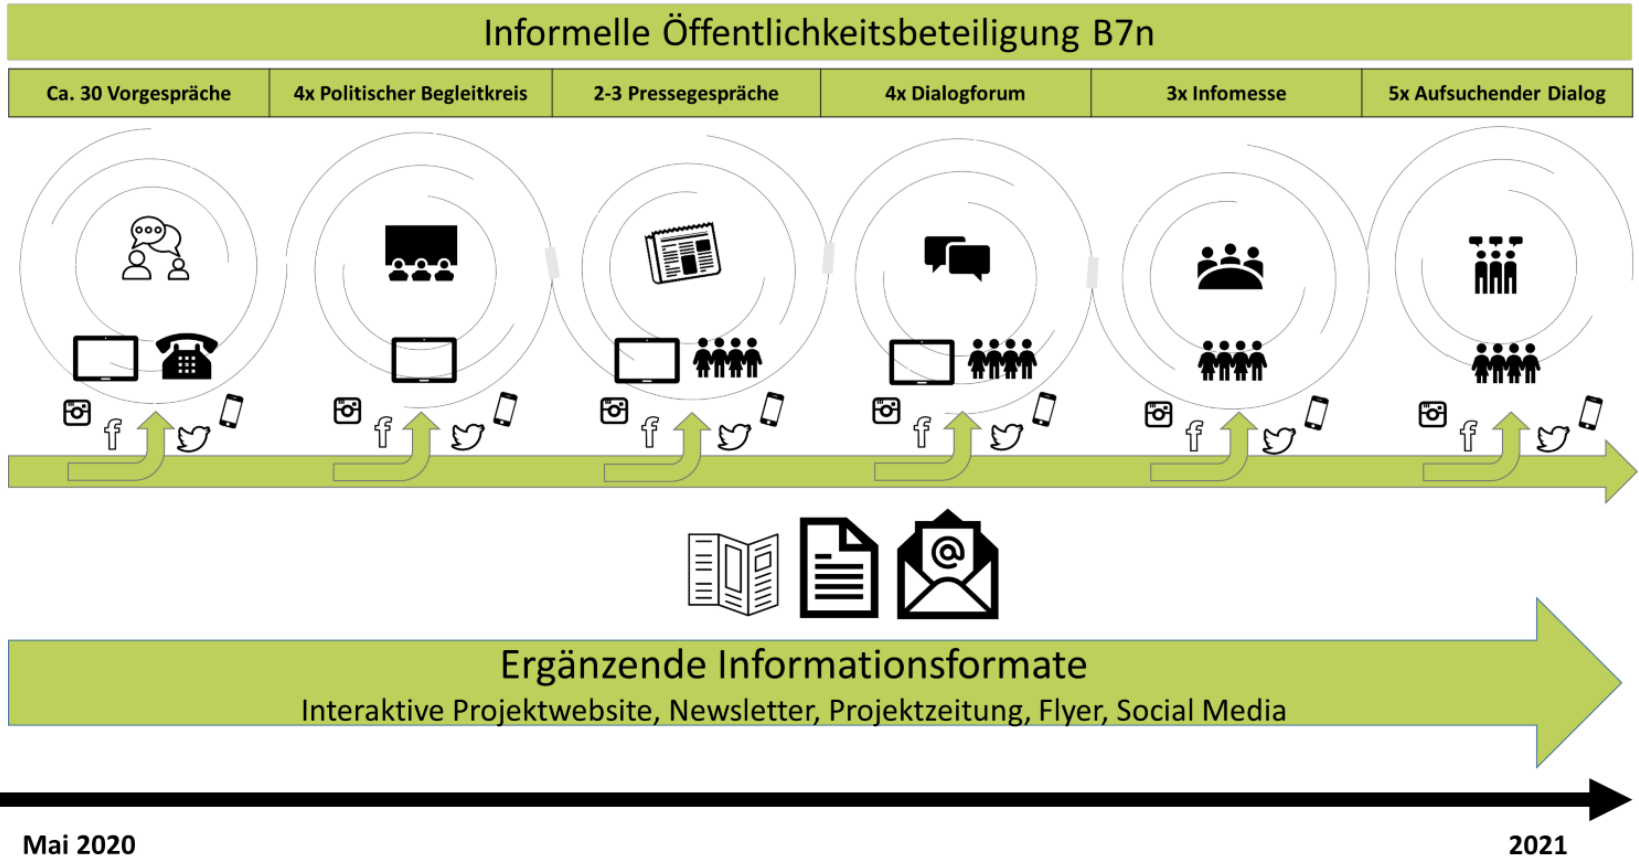 Informelle Öffentlichkeitsbeteiligung B7n
Ca. 30 Vorgespräche
4x Politischer Begleitkreis
2-3 Pressegespräche
4x Dialogforum
3x Infomesse
5x Aufsuchender Dialog
Ergänzende Informationsformate
Interaktive Projektwebsite, Newsletter, Projektzeitung, Flyer, Social Media
Mai 2020
2021